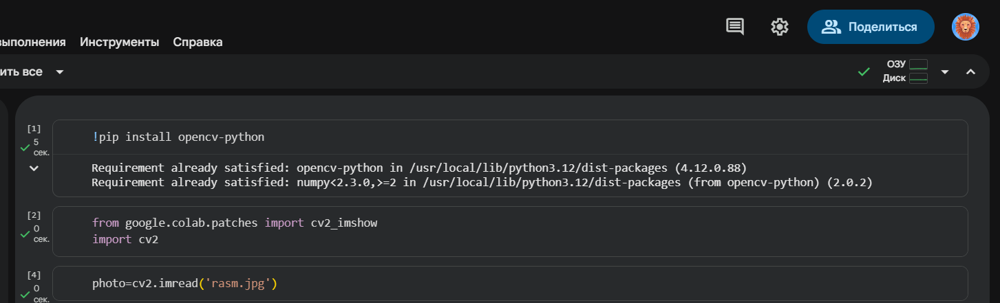 Поделиться
выполнения Инструменты Справка
ить все
ОЗУ
Диск
[1]
5
сек.
!pip install opencv-python
Requirement already satisfied: opencv-python in /usr/local/lib/python3.12/dist-packages (4.12.0.88)
Requirement already satisfied: numpy<2.3.0,>=2 in /usr/local/lib/python3.12/dist-packages (from opencv-python) (2.0.2)
[2]
0
сек.
from google.colab.patches import cv2_imshow
import cv2
[4]
0
сек.
photo=cv2.imread('rasm.jpg')